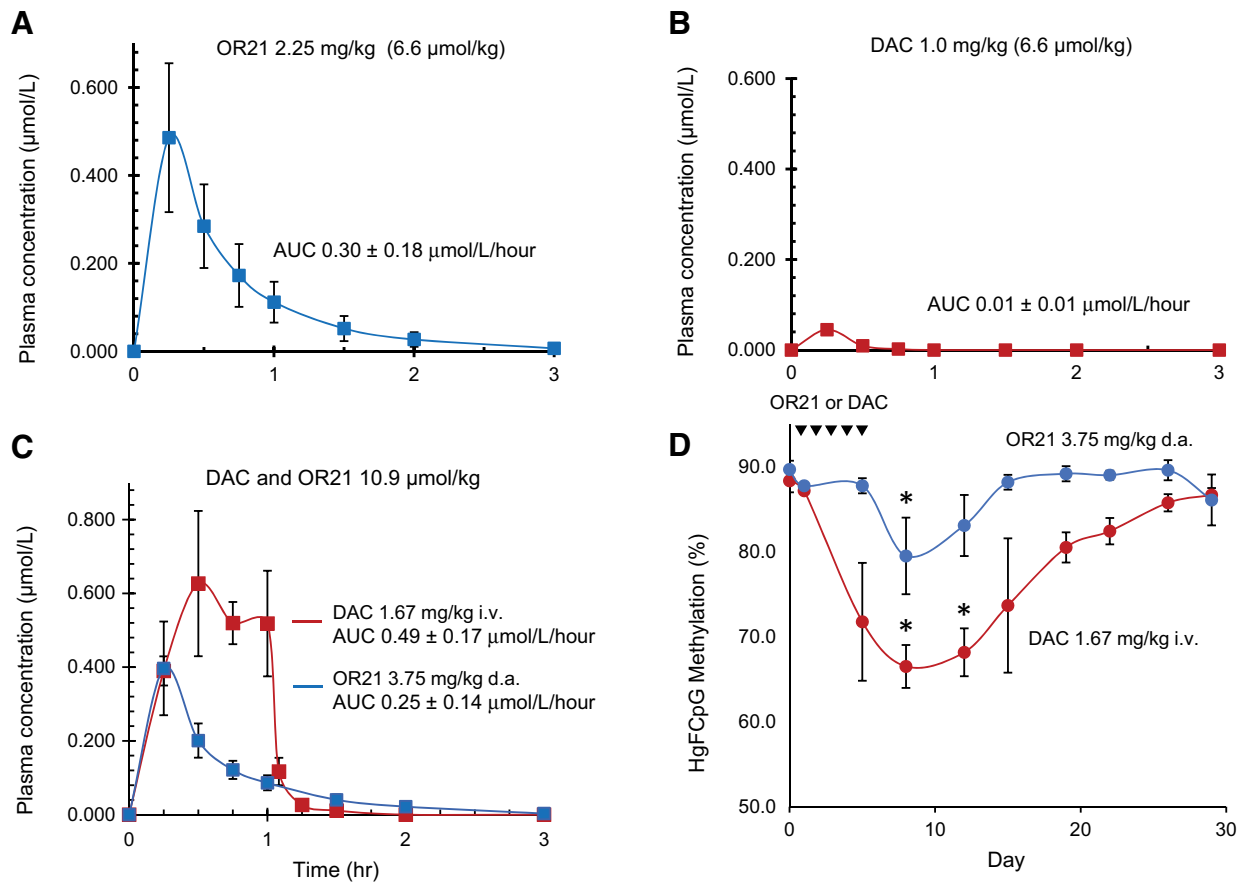 A
OR21 2.25 mg/kg (6.6 µmol/kg)
Plasma concentration (µmol/L)
0.600
0.400
0.200
0.000
AUC 0.30 ± 0.18 µmol/L/hour
0 1 2 3
B
DAC 1.0 mg/kg (6.6 µmol/kg)
Plasma concentration (µmol/L)
0.600
0.400
0.200
0.000
AUC 0.01 ± 0.01 µmol/L/hour
0 1 2 3
C
DAC and OR21 10.9 µmol/kg
Plasma concentration (µmol/L)
0.800
0.600
0.400
0.200
0.000
DAC 1.67 mg/kg i.v.
AUC 0.49 ± 0.17 µmol/L/hour
OR21 3.75 mg/kg d.a.
AUC 0.25 ± 0.14 µmol/L/hour
0 1 2 3
Time (hr)
D
OR21 or DAC
OR21 3.75 mg/kg d.a.
HgFCpG Methylation (%)
90.0
80.0
70.0
60.0
50.0
*
*
*
DAC 1.67 mg/kg i.v.
0 10 20 30
Day